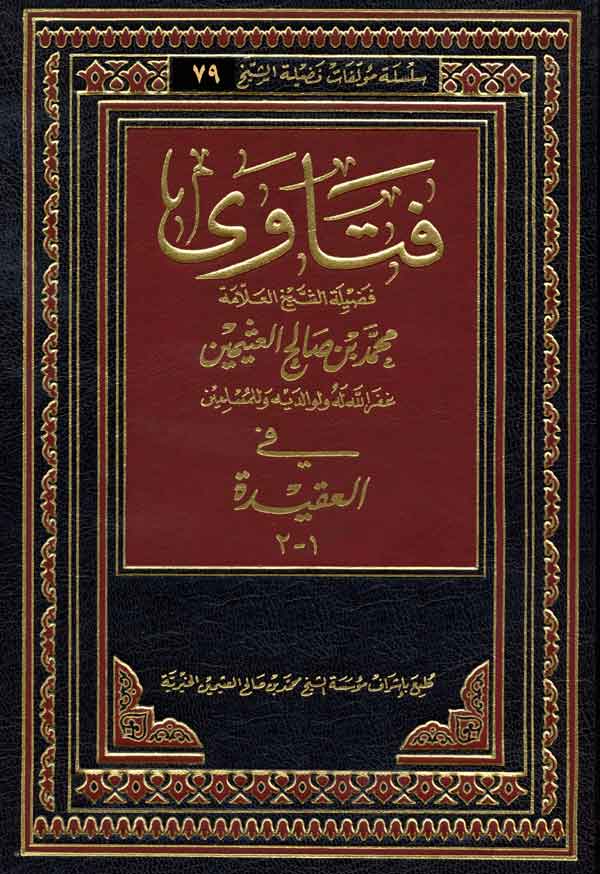 سلسلة مؤلفات فضيلة الشيخ ٧٩
فتاوى
فضيلة الشيخ العلامة
محمد بن صالح العثيمين
غفر الله له ولوالديه وللمسلمين
في
العقيدة
١-٢
طبع بإشراف مؤسسة الشيخ محمد بن صالح العثيمين الخيرية